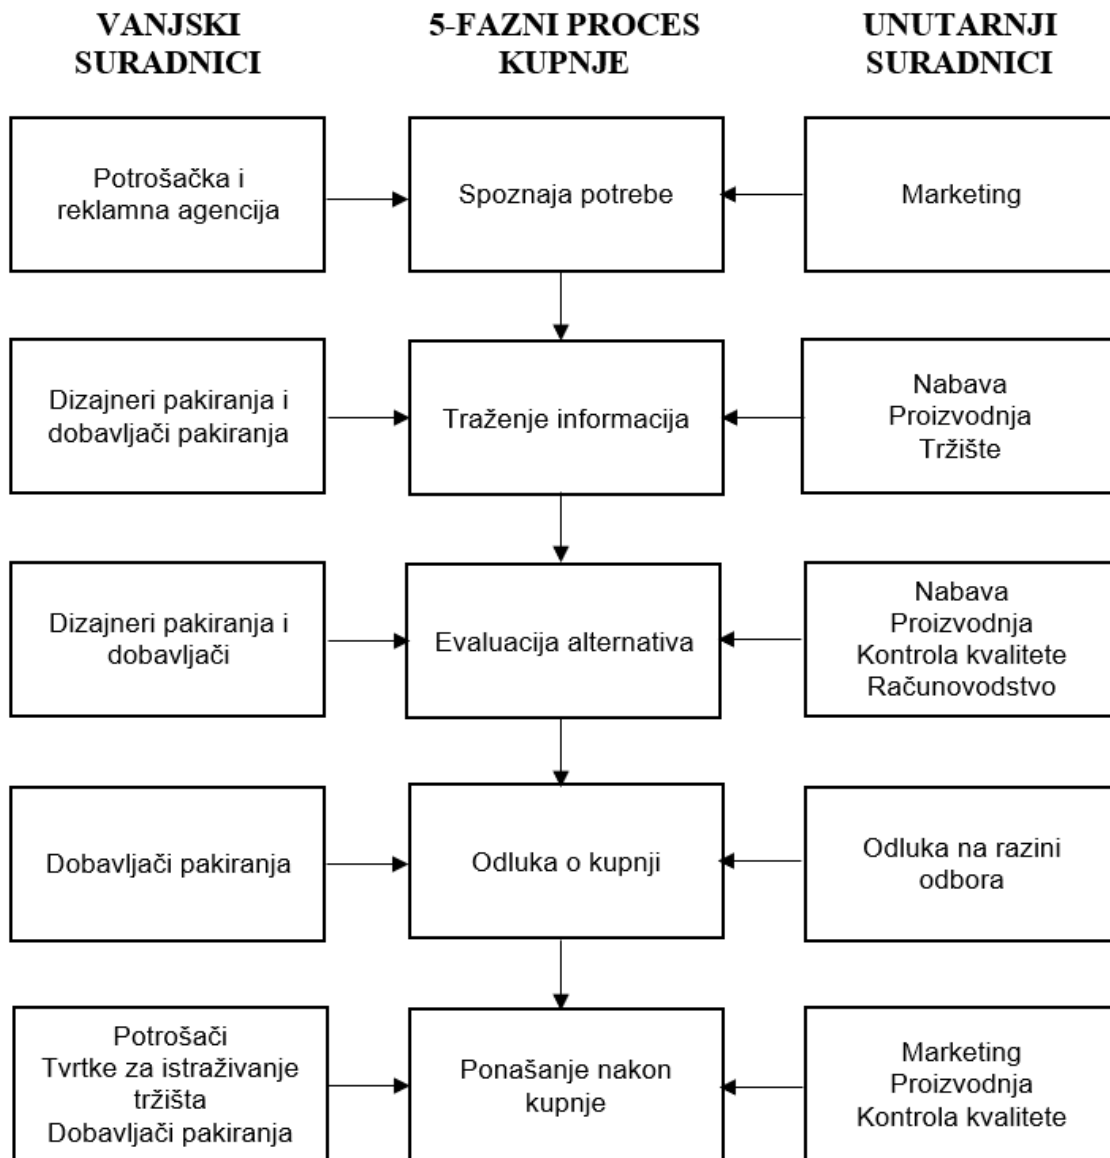 VANJSKI
SURADNICI
5-FAZNI PROCES
KUPNJE
UNUTARNJI
SURADNICI
Potrošačka i
reklamna agencija
Spoznaja potrebe
Marketing
Dizajneri pakiranja i
dobavljači pakiranja
Traženje informacija
Nabava
Proizvodnja
Tržište
Dizajneri pakiranja i
dobavljači
Evaluacija alternativa
Nabava
Proizvodnja
Kontrola kvalitete
Računovodstvo
Dobavljači pakiranja
Odluka o kupnji
Odluka na razini
odbora
Potrošači
Tvrtke za istraživanje
tržišta
Dobavljači pakiranja
Ponašanje nakon
kupnje
Marketing
Proizvodnja
Kontrola kvalitete